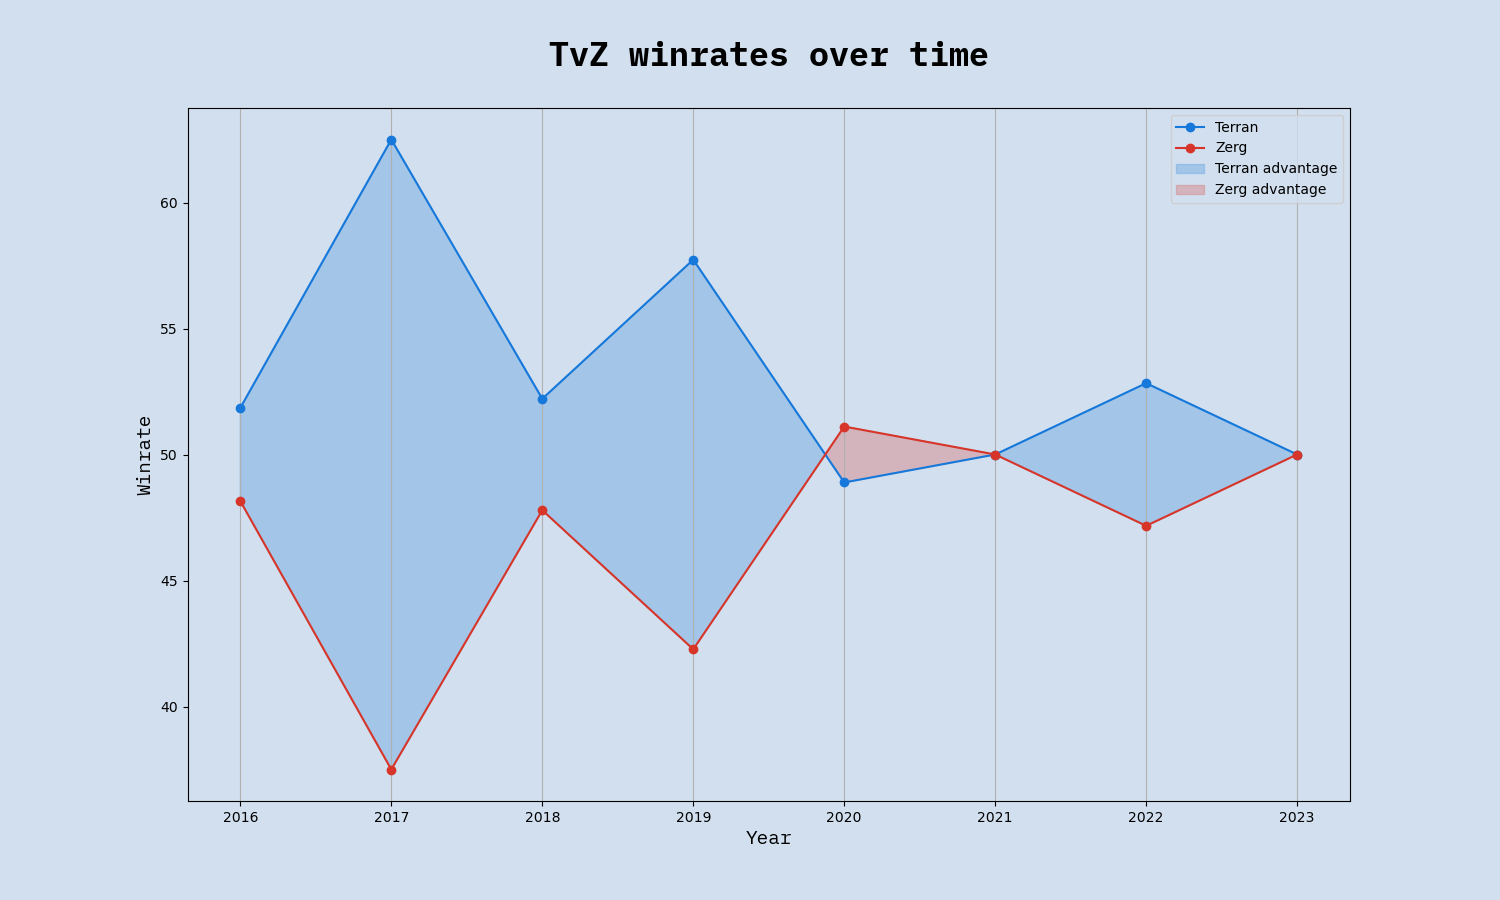 TvZ winrates over time
Terran
Zerg
Terran advantage
Zerg advantage
Winrate
60
55
50
45
40
2016 2017 2018 2019 2020 2021 2022 2023
Year